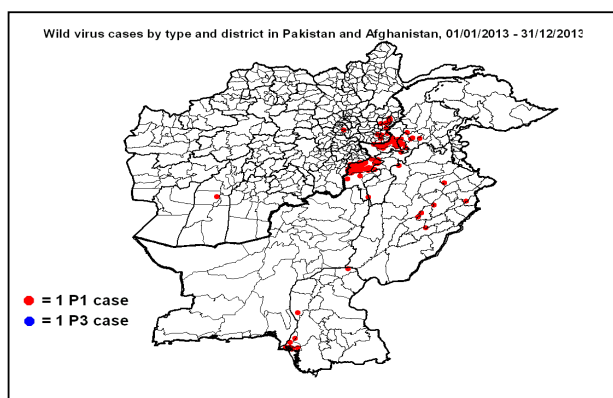 Wild virus cases by type and district in Pakistan and Afghanistan, 01/01/2013 - 31/12/2013
= 1 P1 case
= 1 P3 case